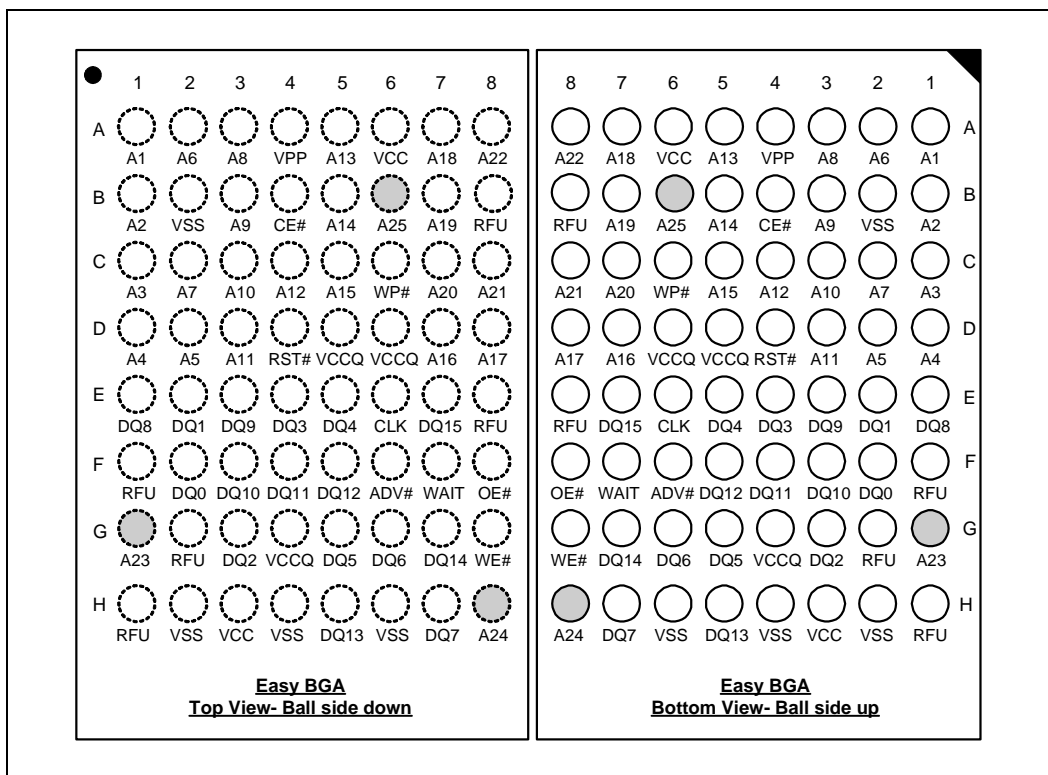 1 2 3 4 5 6 7 8
A
A1 A6 A8 VPP A13 VCC A18 A22
B
A2 VSS A9 CE# A14 A25 A19 RFU
C
A3 A7 A10 A12 A15 WP# A20 A21
D
A4 A5 A11 RST# VCCQ VCCQ A16 A17
E
DQ8 DQ1 DQ9 DQ3 DQ4 CLK DQ15 RFU
F
RFU DQ0 DQ10 DQ11 DQ12 ADV# WAIT OE#
G
A23 RFU DQ2 VCCQ DQ5 DQ6 DQ14 WE#
H
RFU VSS VCC VSS DQ13 VSS DQ7 A24
Easy BGA
Top View- Ball side down
8 7 6 5 4 3 2 1
A
A22 A18 VCC A13 VPP A8 A6 A1
B
RFU A19 A25 A14 CE# A9 VSS A2
C
A21 A20 WP# A15 A12 A10 A7 A3
D
A17 A16 VCCQ VCCQ RST# A11 A5 A4
E
RFU DQ15 CLK DQ4 DQ3 DQ9 DQ1 DQ8
F
OE# WAIT ADV# DQ12 DQ11 DQ10 DQ0 RFU
G
WE# DQ14 DQ6 DQ5 VCCQ DQ2 RFU A23
H
A24 DQ7 VSS DQ13 VSS VCC VSS RFU
Easy BGA
Bottom View- Ball side up